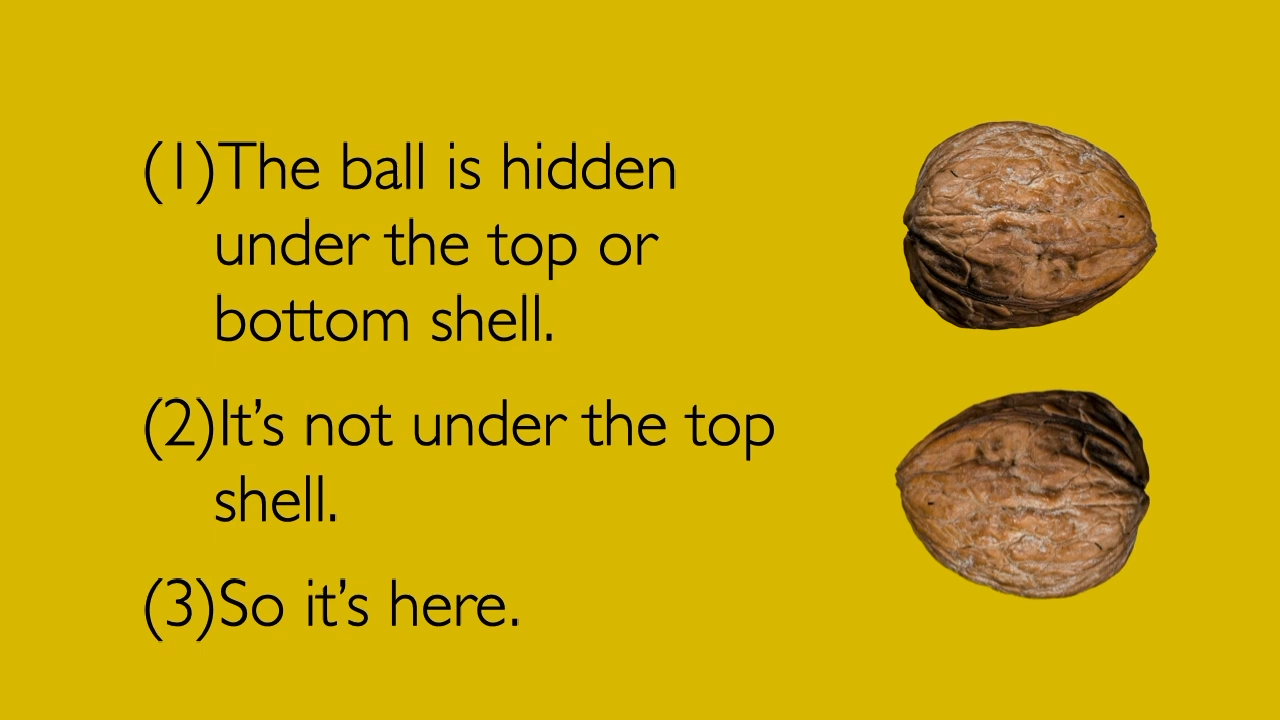 (1)The ball is hidden
under the top or
bottom shell.
(2)It’s not under the top
shell.
(3)So it’s here.